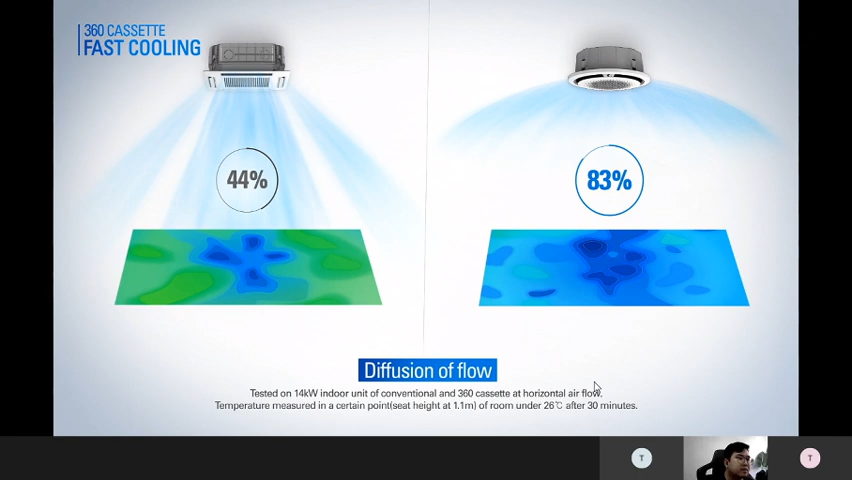 360 CASSETTE
FAST COOLING
44%
83%
Diffusion of flow
Tested on 14kW indoor unit of conventional and 360 cassette at horizontal air flow.
Temperature measured in a certain point(seat height at 1.1m) of room under 26℃ after 30 minutes.
T
T